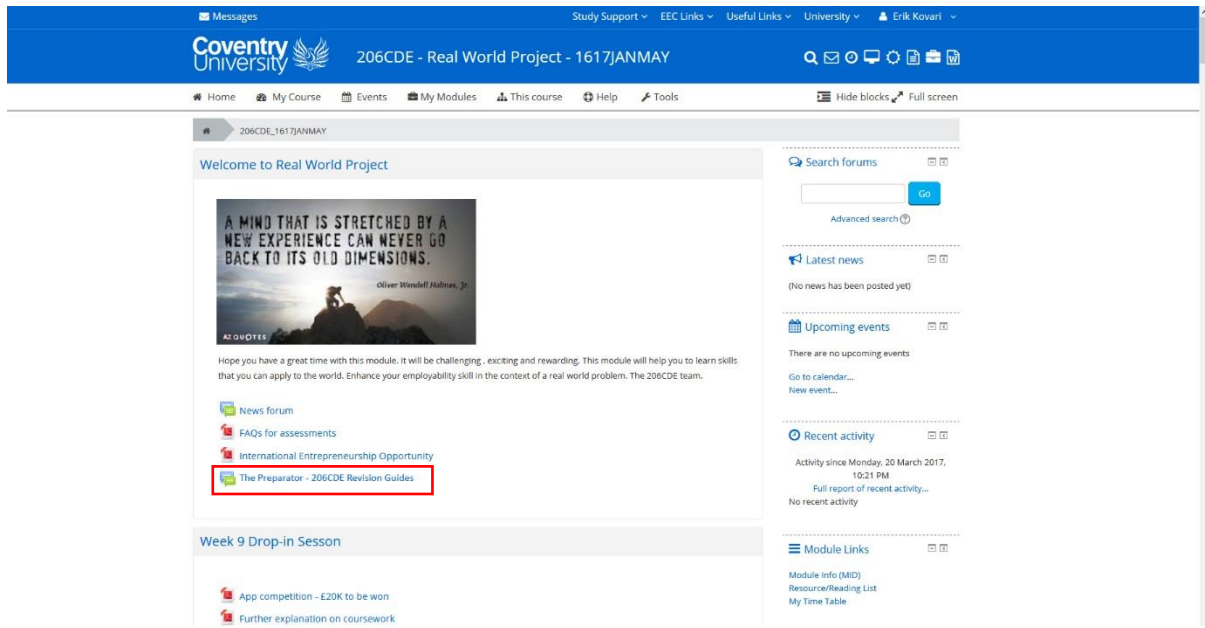 Messages
Study Support EEC Links Useful Links University Erik Kovari
Coventry University
206CDE - Real World Project - 1617JANMAY
Home My Course Events My Modules This course Help Tools
Hide blocks Full screen
206CDE_1617JANMAY
Welcome to Real World Project
A MIND THAT IS STRETCHED BY A
NEW EXPERIENCE CAN NEVER GO
BACK TO ITS OLD DIMENSIONS.
Oliver Wendell Holmes, Jr.
AZ QUOTES
Hope you have a great time with this module. It will be challenging , exciting and rewarding. This module will help you to learn skills
that you can apply to the world. Enhance your employability skill in the context of a real world problem. The 206CDE team.
News forum
FAQs for assessments
International Entrepreneurship Opportunity
The Preparator - 206CDE Revision Guides
Week 9 Drop-in Sesson
App competition - £20K to be won
Further explanation on coursework
Search forums
Go
Advanced search
Latest news
(No news has been posted yet)
Upcoming events
There are no upcoming events
Go to calendar...
New event...
Recent activity
Activity since Monday, 20 March 2017,
10:21 PM
Full report of recent activity...
No recent activity
Module Links
Module Info (MID)
Resource/Reading List
My Time Table